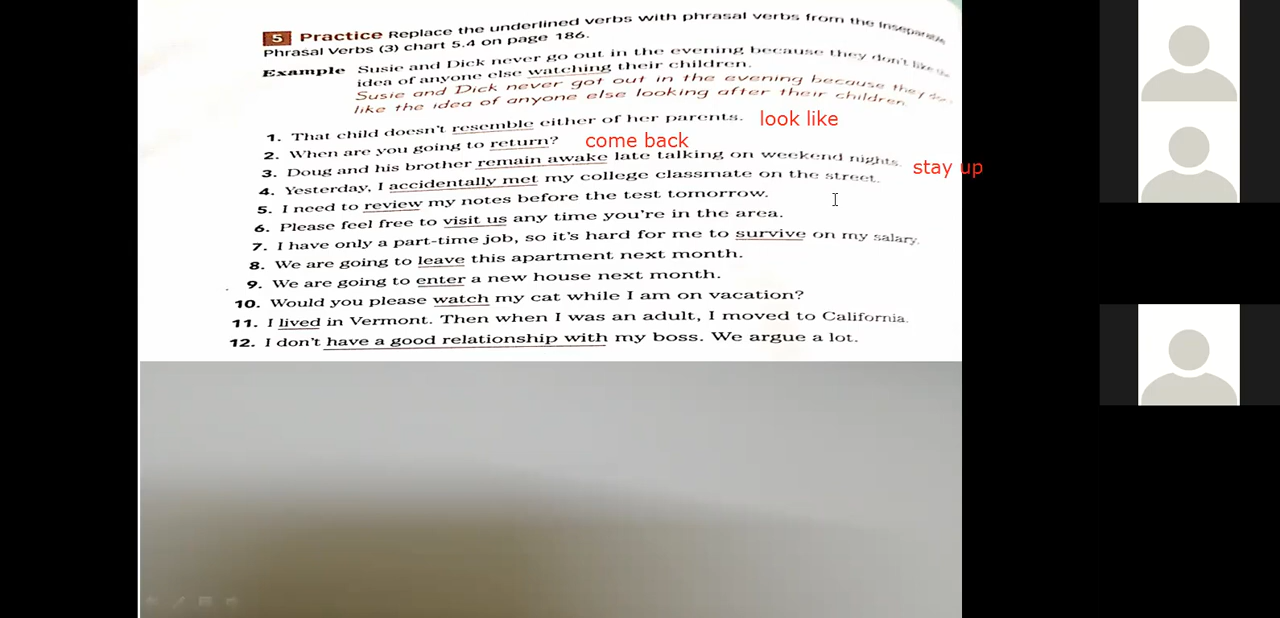 5 Practice Replace the underlined verbs with phrasal verbs from the Inseparable
Phrasal Verbs (3) chart 5.4 on page 186.
Example Susie and Dick never go out in the evening because they don't like the
idea of anyone else watching their children.
Susie and Dick never got out in the evening because they
like the idea of anyone else looking after their children
1. That child doesn't resemble either of her parents. look like
2. When are you going to return? come back
3. Doug and his brother remain awake late talking on weekend nights. stay up
4. Yesterday, I accidentally met my college classmate on the street.
5. I need to review my notes before the test tomorrow.
6. Please feel free to visit us any time you're in the area.
7. I have only a part-time job, so it's hard for me to survive on my salary.
8. We are going to leave this apartment next month.
9. We are going to enter a new house next month.
10. Would you please watch my cat while I am on vacation?
11. I lived in Vermont. Then when I was an adult, I moved to California.
12. I don't have a good relationship with my boss. We argue a lot.